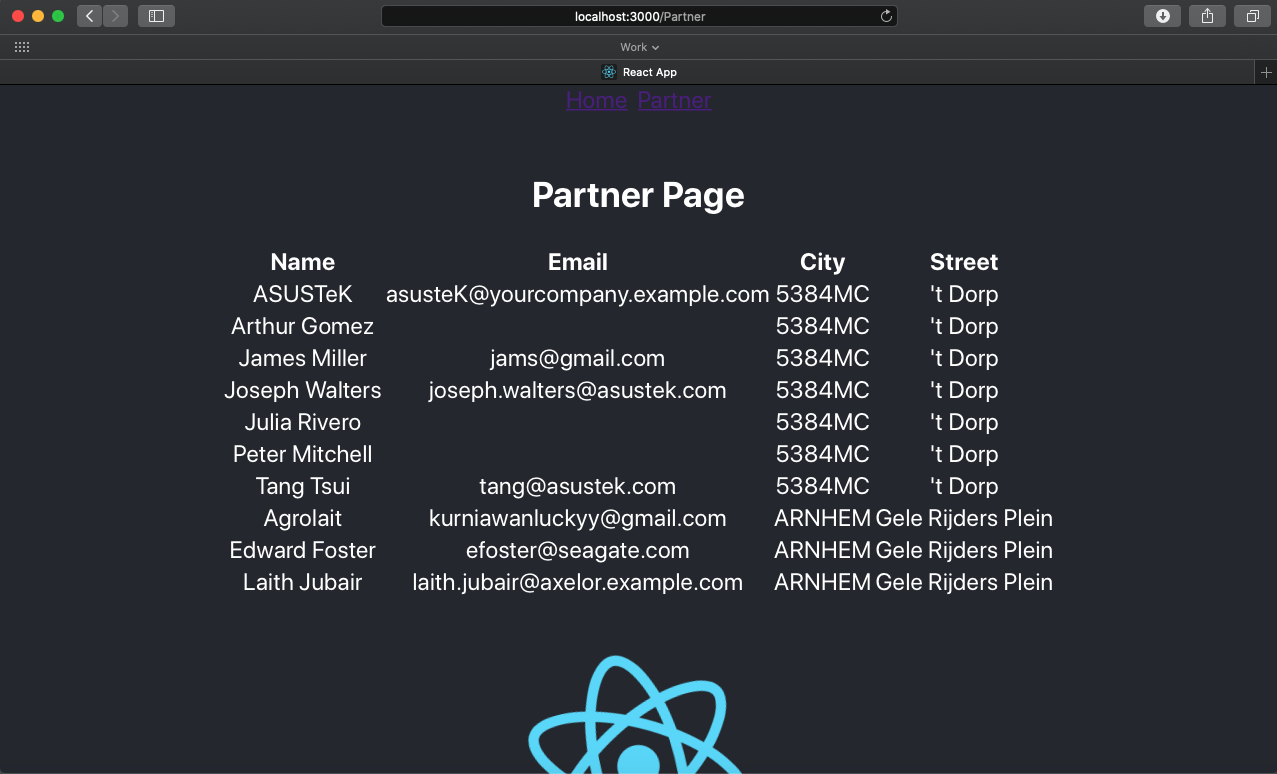 localhost:3000/Partner
Work
React App
Home Partner
Partner Page
Name Email City Street
ASUSTeK asusteK@yourcompany.example.com 5384MC 't Dorp
Arthur Gomez 5384MC 't Dorp
James Miller jams@gmail.com 5384MC 't Dorp
Joseph Walters joseph.walters@asustek.com 5384MC 't Dorp
Julia Rivero 5384MC 't Dorp
Peter Mitchell 5384MC 't Dorp
Tang Tsui tang@asustek.com 5384MC 't Dorp
Agrolait kurniawanluckyy@gmail.com ARNHEM Gele Rijders Plein
Edward Foster efoster@seagate.com ARNHEM Gele Rijders Plein
Laith Jubair laith.jubair@axelor.example.com ARNHEM Gele Rijders Plein